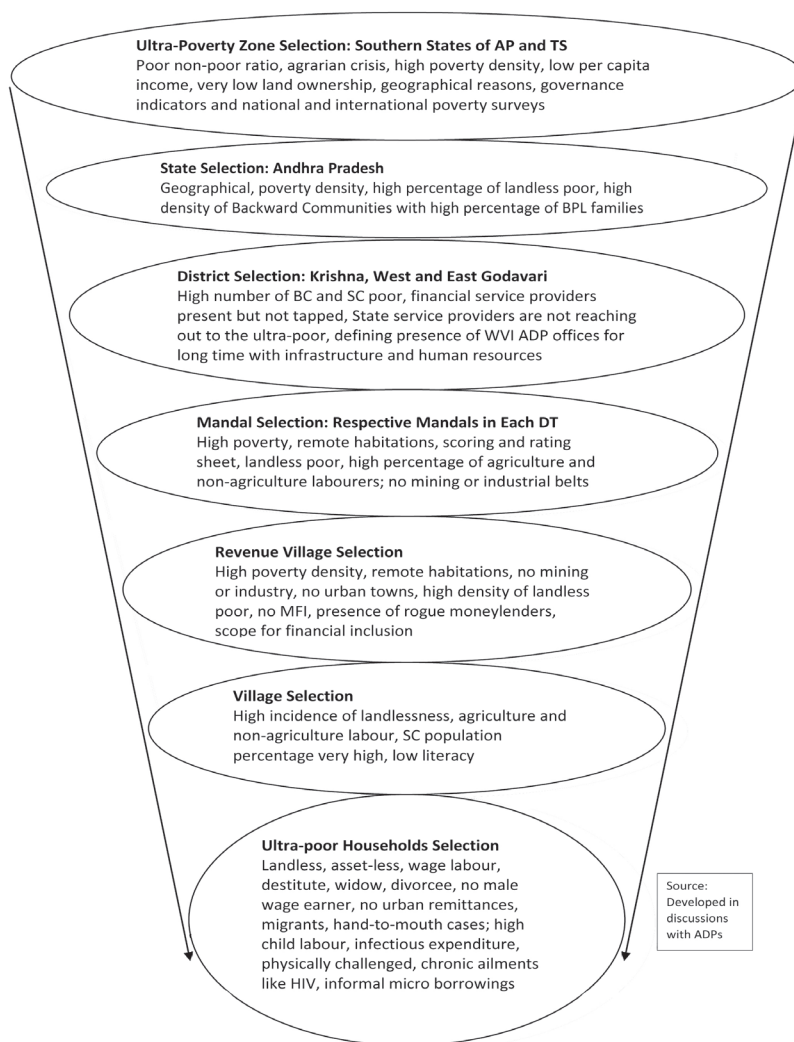 Ultra-Poverty Zone Selection: Southern States of AP and TS
Poor non-poor ratio, agrarian crisis, high poverty density, low per capita
income, very low land ownership, geographical reasons, governance
indicators and national and international poverty surveys
State Selection: Andhra Pradesh
Geographical, poverty density, high percentage of landless poor, high
density of Backward Communities with high percentage of BPL families
District Selection: Krishna, West and East Godavari
High number of BC and SC poor, financial service providers
present but not tapped, State service providers are not reaching
out to the ultra-poor, defining presence of WVI ADP offices for
long time with infrastructure and human resources
Mandal Selection: Respective Mandals in Each DT
High poverty, remote habitations, scoring and rating
sheet, landless poor, high percentage of agriculture and
non-agriculture labourers; no mining or industrial belts
Revenue Village Selection
High poverty density, remote habitations, no mining
or industry, no urban towns, high density of landless
poor, no MFI, presence of rogue moneylenders,
scope for financial inclusion
Village Selection
High incidence of landlessness, agriculture and
non-agriculture labour, SC population
percentage very high, low literacy
Ultra-poor Households Selection
Landless, asset-less, wage labour,
destitute, widow, divorcee, no male
wage earner, no urban remittances,
migrants, hand-to-mouth cases; high
child labour, infectious expenditure,
physically challenged, chronic ailments
like HIV, informal micro borrowings
Source:
Developed in
discussions
with ADPs